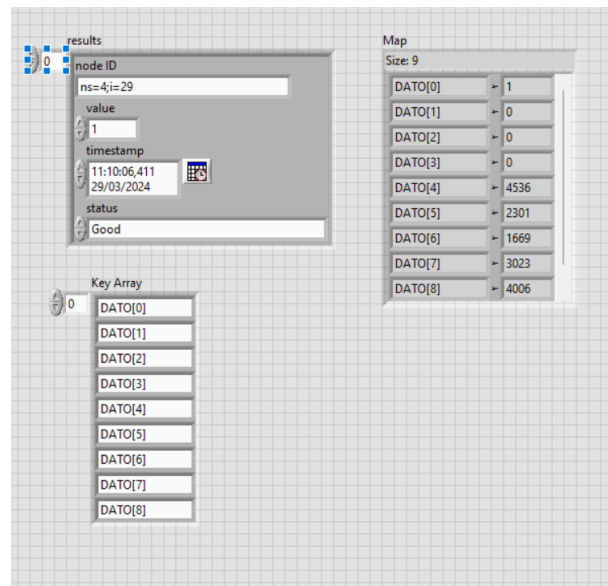 results
0
node ID
ns=4;i=29
value
1
timestamp
11:10:06,411
29/03/2024
status
Good
Map
Size: 9
DATO[0] 1
DATO[1] 0
DATO[2] 0
DATO[3] 0
DATO[4] 4536
DATO[5] 2301
DATO[6] 1669
DATO[7] 3023
DATO[8] 4006
Key Array
0
DATO[0]
DATO[1]
DATO[2]
DATO[3]
DATO[4]
DATO[5]
DATO[6]
DATO[7]
DATO[8]